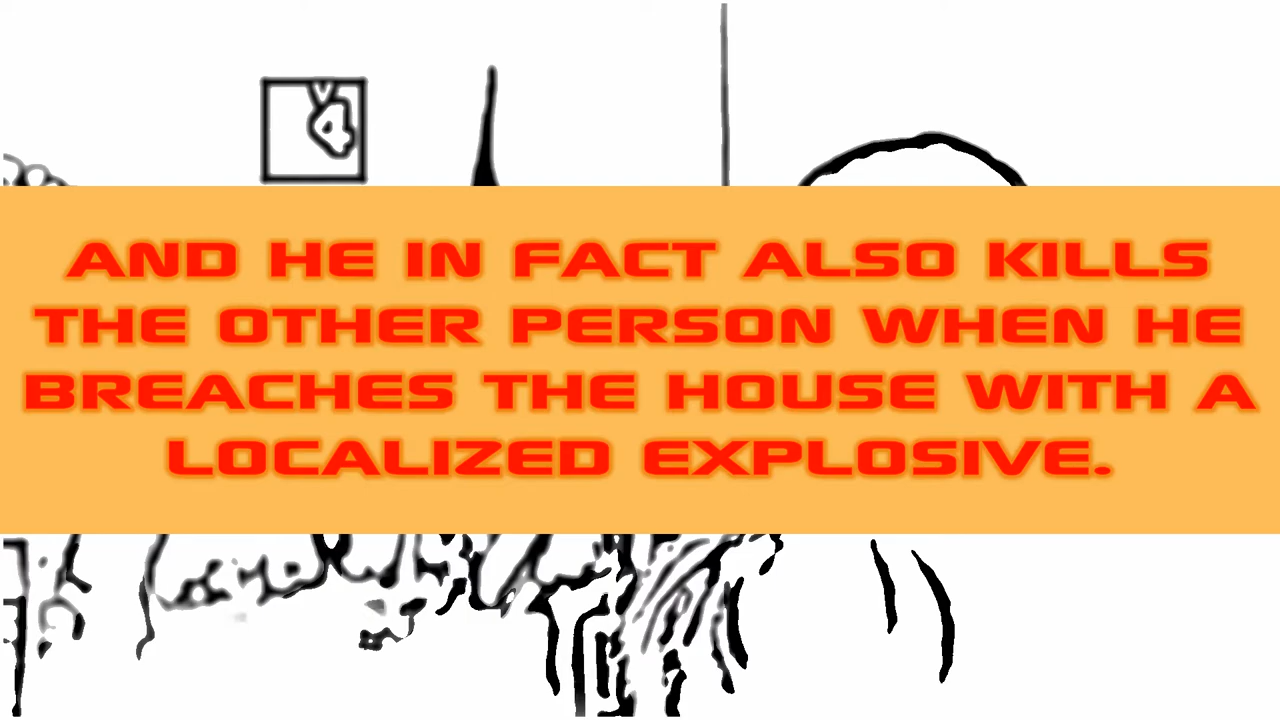 AND HE IN FACT ALSO KILLS
THE OTHER PERSON WHEN HE
BREACHES THE HOUSE WITH A
LOCALIZED EXPLOSIVE.